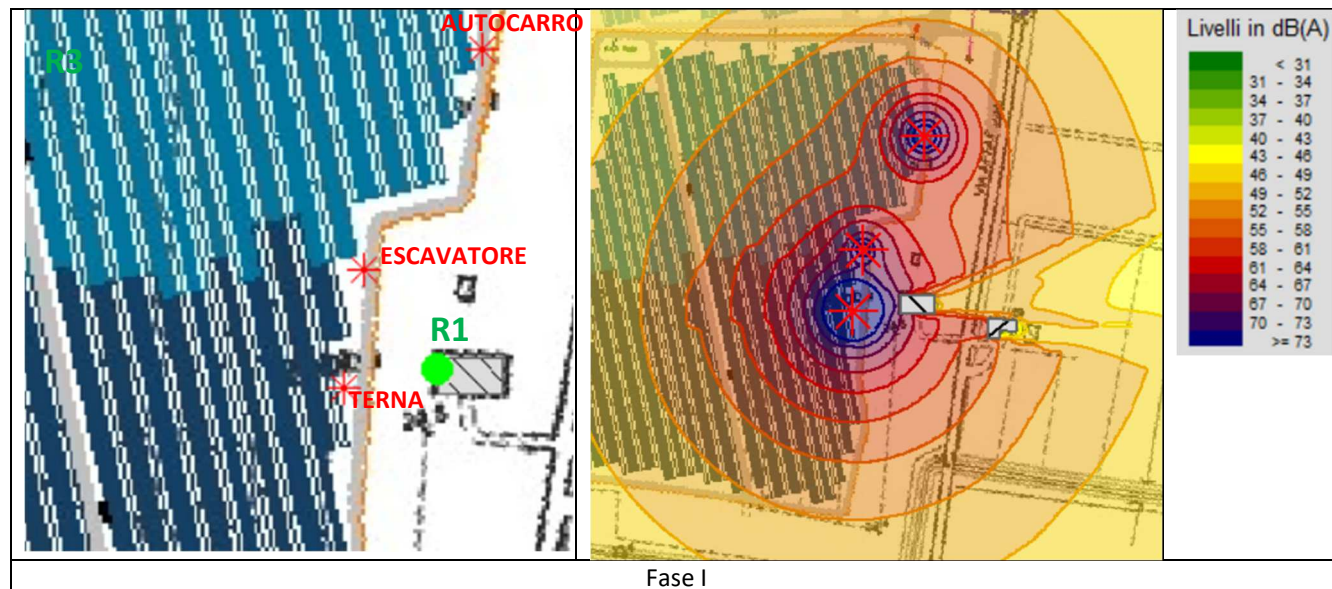 AUTOCARRO
R3
ESCAVATORE
R1
TERNA
Livelli in dB(A)
< 31
31 - 34
34 - 37
37 - 40
40 - 43
43 - 46
46 - 49
49 - 52
52 - 55
55 - 58
58 - 61
61 - 64
64 - 67
67 - 70
70 - 73
>= 73
Fase I